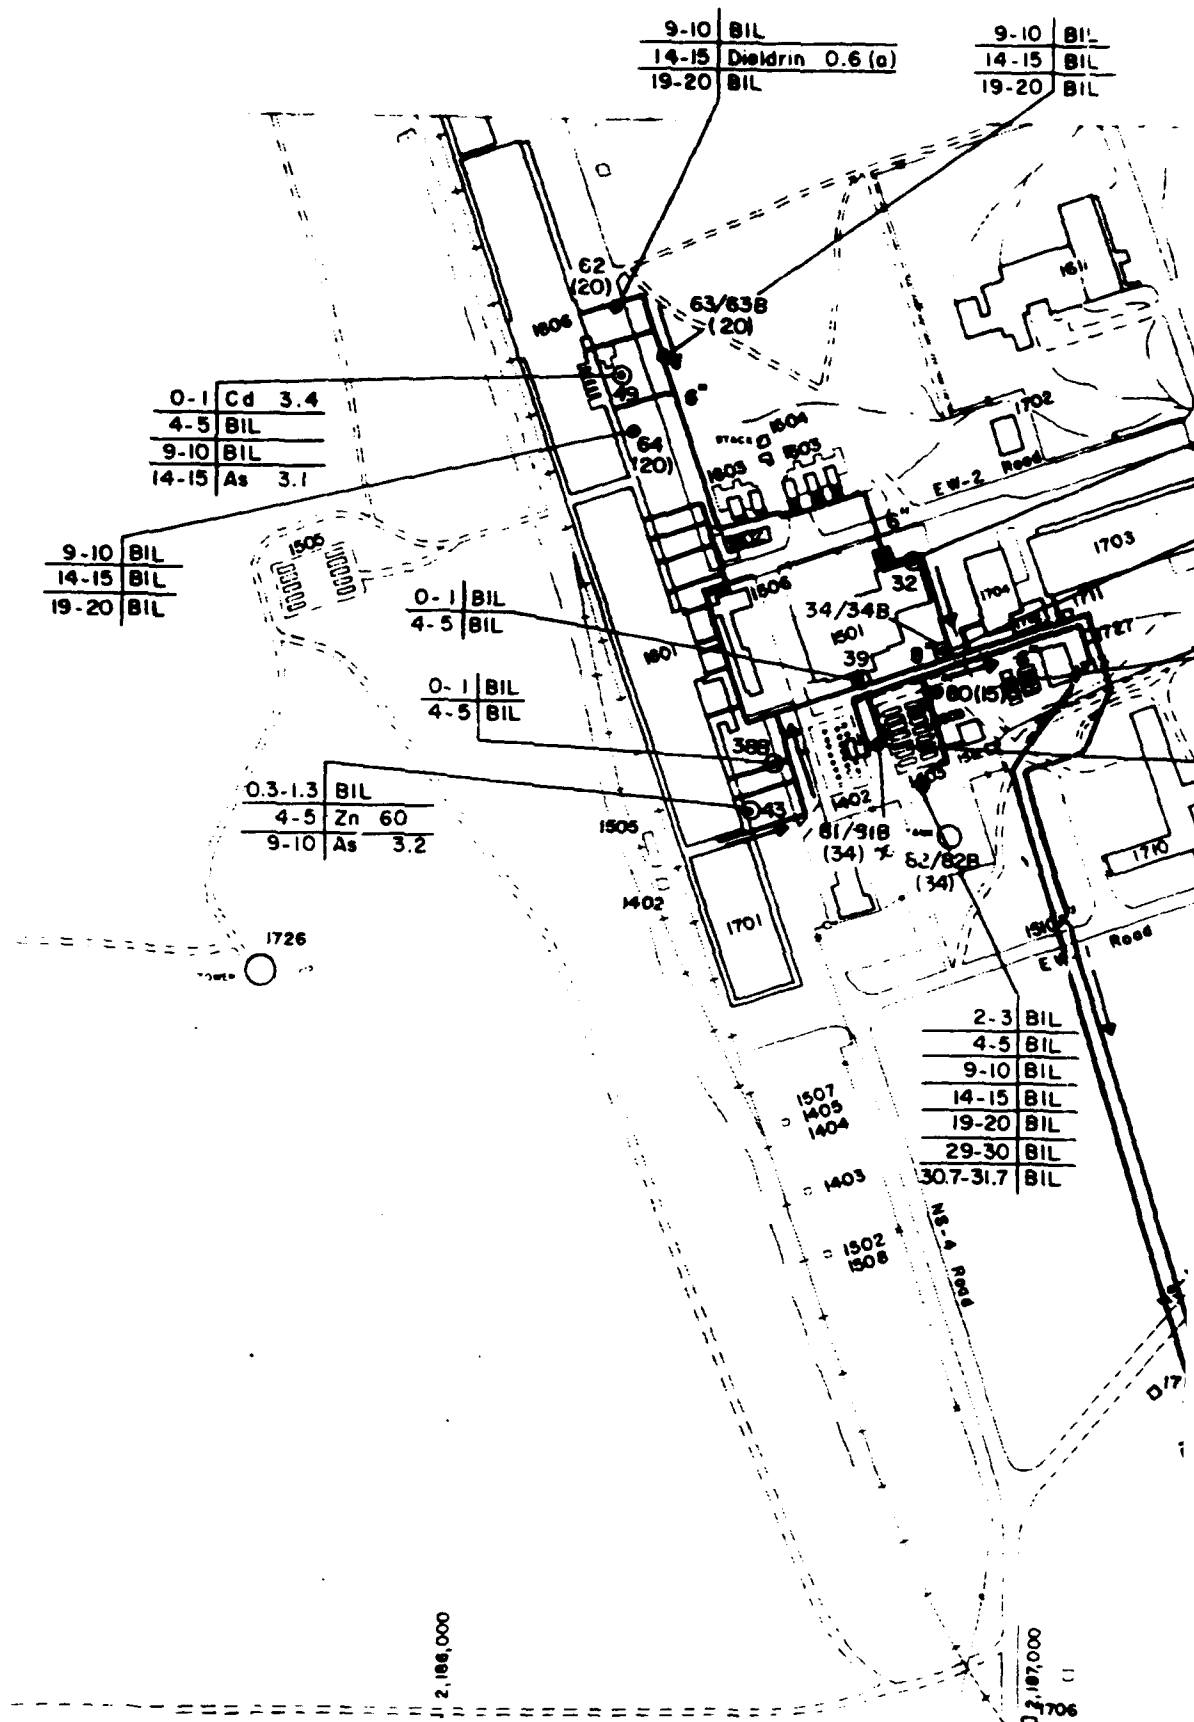 9-10 BIL
14-15 Dieldrin 0.6 (a)
19-20 BIL
9-10 BIL
14-15 BIL
19-20 BIL
62
(20)
63/63B
(20)
1606
1611
49
6"
0-1 Cd 3.4
4-5 BIL
9-10 BIL
14-15 As 3.1
64
(20)
STACK
1604
1603
1603
1702
EW-2 Road
6"
1703
9-10 BIL
14-15 BIL
19-20 BIL
1505
32
1704
1606
34/34B
1501
1711
1727
0-1 BIL
4-5 BIL
39
1601
8"
80(15)
0-1 BIL
4-5 BIL
38B
1405
0.3-1.3 BIL
4-5 Zn 60
9-10 As 3.2
43
1402
1505
81/81B
(34)
82/82B
(34)
1710
1402
1701
1726
TOWER
EW-1 Road
2-3 BIL
4-5 BIL
9-10 BIL
14-15 BIL
19-20 BIL
29-30 BIL
30.7-31.7 BIL
1507
1405
1404
1403
1502
1508
NS-4 Road
17
2,186,000
2,187,000
1706